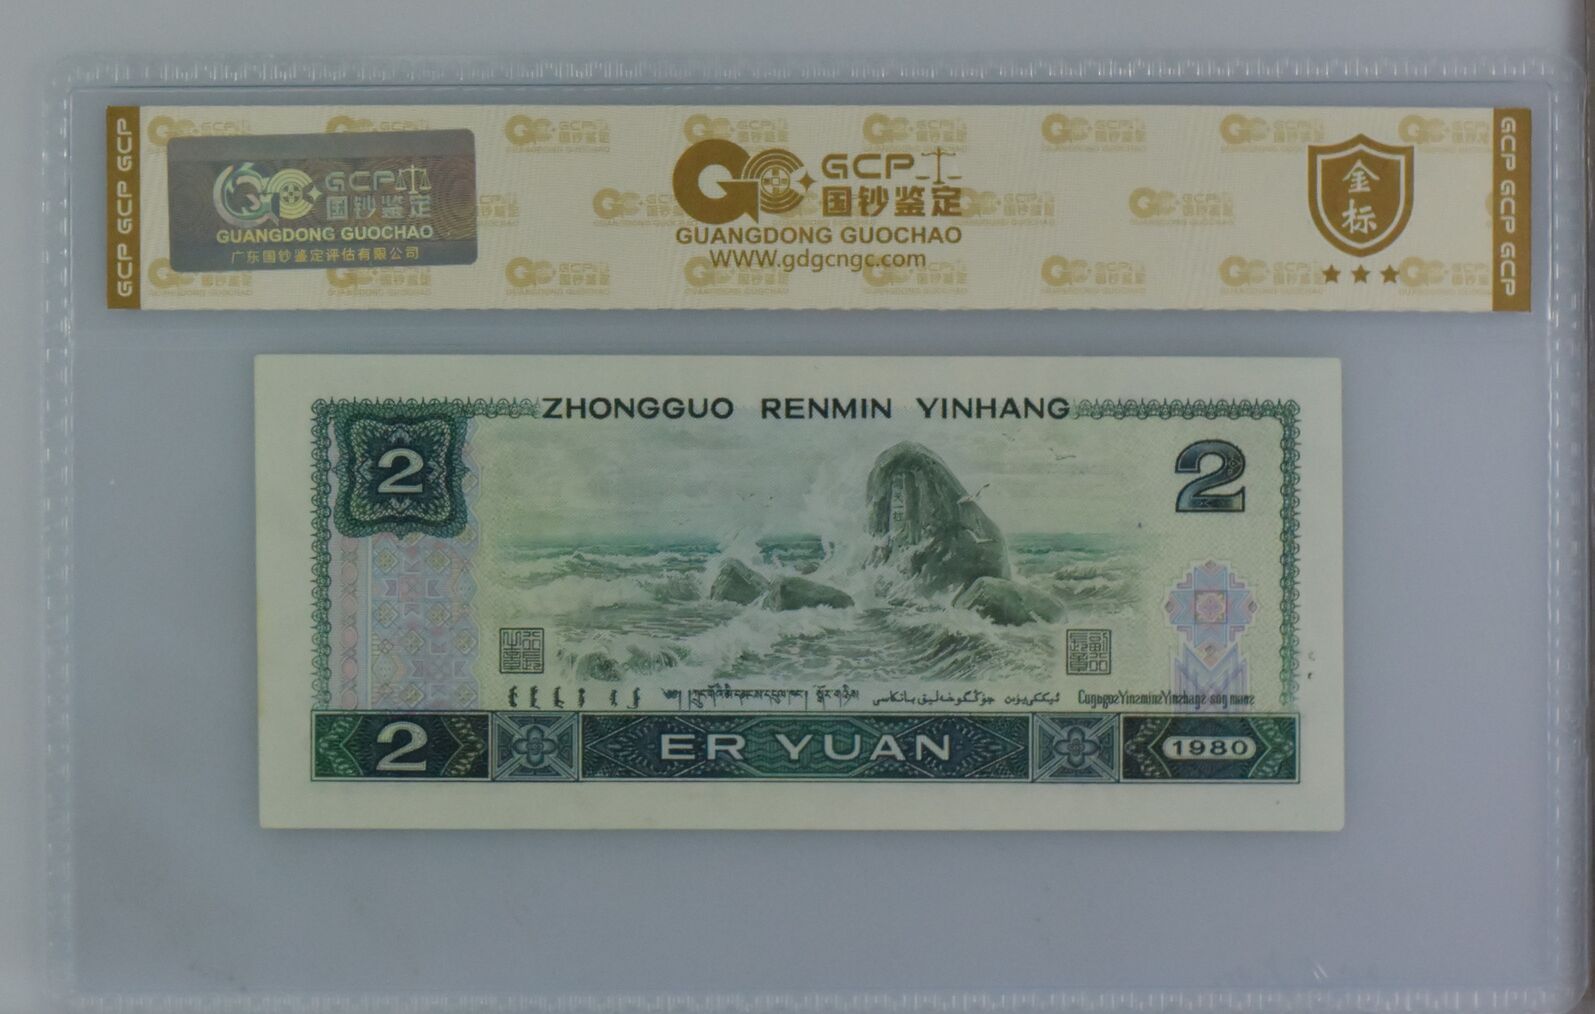 GCP GCP GCP
GCP
国钞鉴定
GUANGDONG GUOCHAO
广东国钞鉴定评估有限公司
GCP
国钞鉴定
GUANGDONG GUOCHAO
WWW.gdgcngc.com
金标
GCP GCP GCP
ZHONGGUO RENMIN YINHANG
2
2
2
ER YUAN
1980